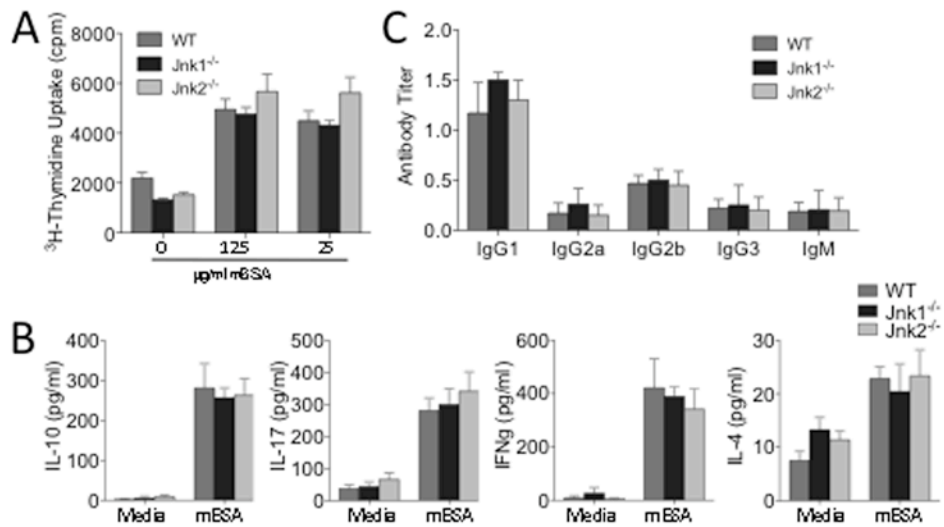 A
8000
6000
4000
2000
0
³H-Thymidine Uptake (cpm)
WT
Jnk1⁻/⁻
Jnk2⁻/⁻
0 12.5 25
µg/ml mBSA
C
2.0
1.5
1.0
0.5
0.0
Antibody Titer
WT
Jnk1⁻/⁻
Jnk2⁻/⁻
IgG1 IgG2a IgG2b IgG3 IgM
WT
Jnk1⁻/⁻
Jnk2⁻/⁻
B
400
300
200
100
0
IL-10 (pg/ml)
Media mBSA
500
400
300
200
100
0
IL-17 (pg/ml)
Media mBSA
600
400
200
0
IFNg (pg/ml)
Media mBSA
30
20
10
0
IL-4 (pg/ml)
Media mBSA